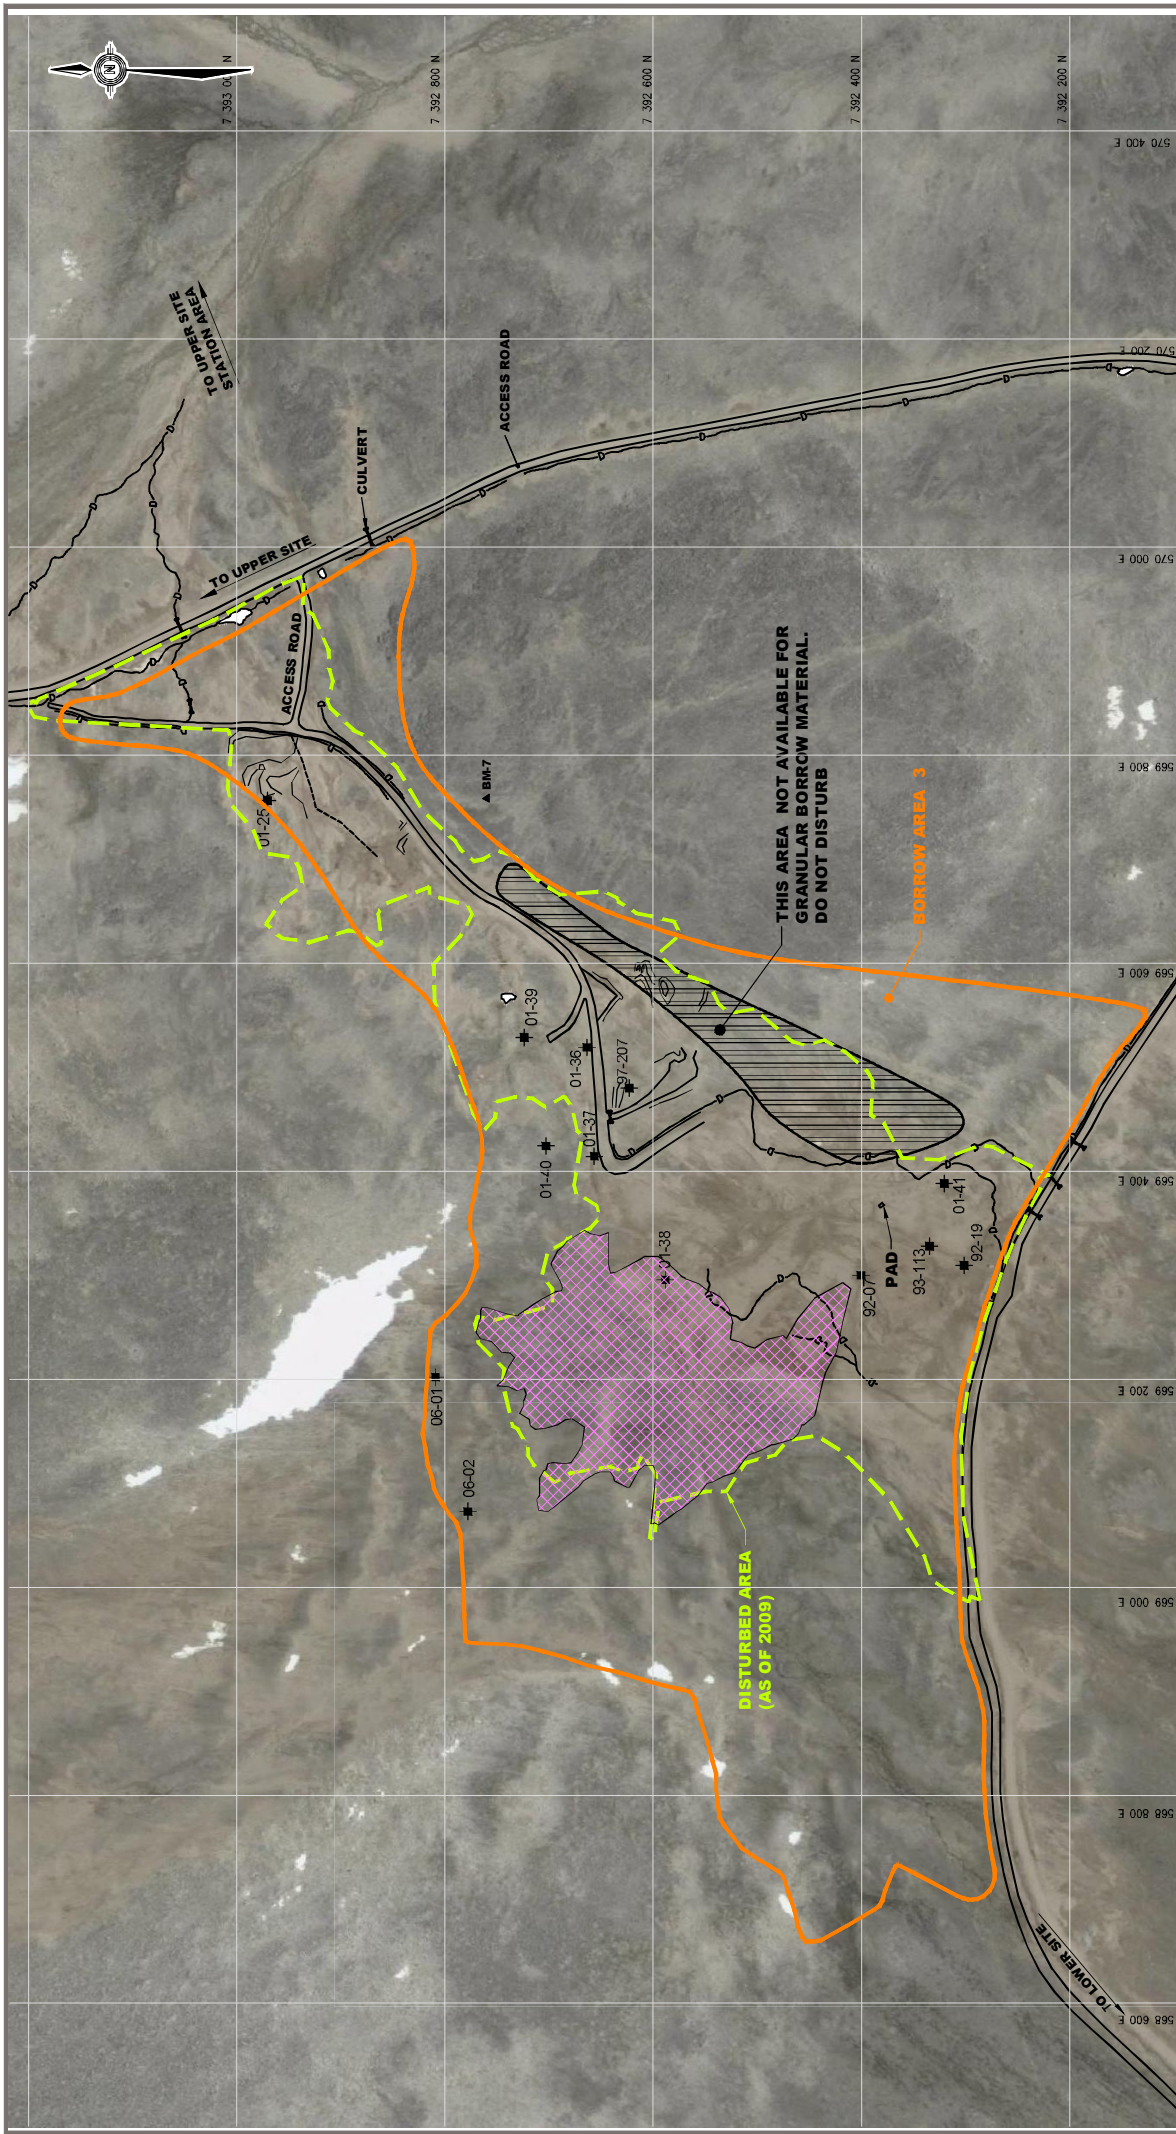 N
7 393 00 N
7 392 800 N
7 392 600 N
7 392 400 N
7 392 200 N
570 400 E
570 200 E
570 000 E
569 800 E
569 600 E
569 400 E
569 200 E
569 000 E
568 800 E
568 600 E
TO UPPER SITE
STATION AREA
ACCESS ROAD
CULVERT
TO UPPER SITE
ACCESS ROAD
BM-7
01-25
THIS AREA NOT AVAILABLE FOR
GRANULAR BORROW MATERIAL.
DO NOT DISTURB
BORROW AREA 3
01-39
01-36
97-207
01-37
01-40
01-41
PAD
93-113
92-19
92-07
01-38
06-01
06-02
DISTURBED AREA
(AS OF 2009)
TO LOWER SITE